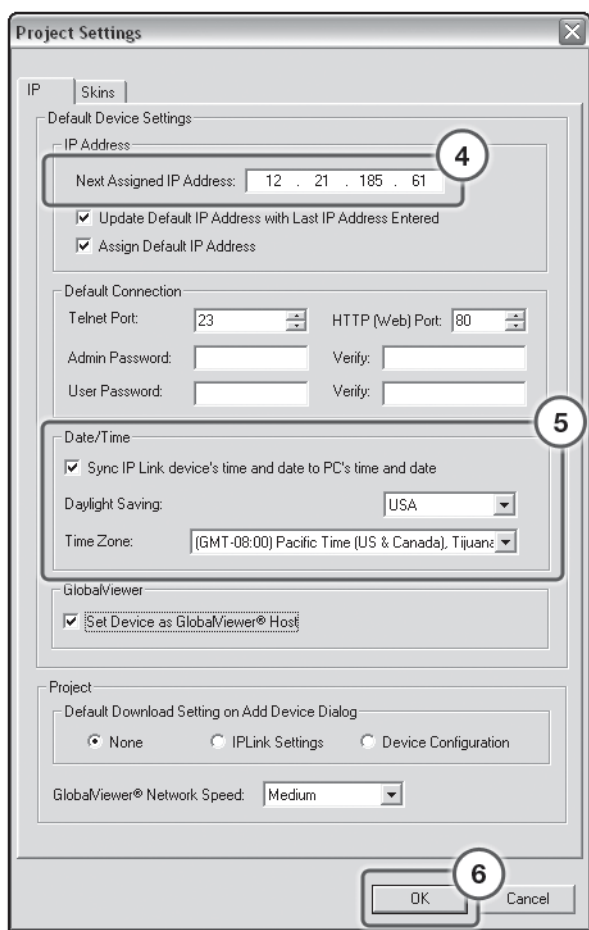 Project Settings
IP Skins
Default Device Settings
IP Address
4
Next Assigned IP Address: 12 . 21 . 185 . 61
Update Default IP Address with Last IP Address Entered
Assign Default IP Address
Default Connection
Telnet Port: 23 HTTP (Web) Port: 80
Admin Password: Verify:
User Password: Verify:
5
Date/Time
Sync IP Link device's time and date to PC's time and date
Daylight Saving: USA
Time Zone: (GMT-08:00) Pacific Time (US & Canada), Tijuana
GlobalViewer
Set Device as GlobalViewer® Host
Project
Default Download Setting on Add Device Dialog
None IPLink Settings Device Configuration
GlobalViewer® Network Speed: Medium
6
OK Cancel